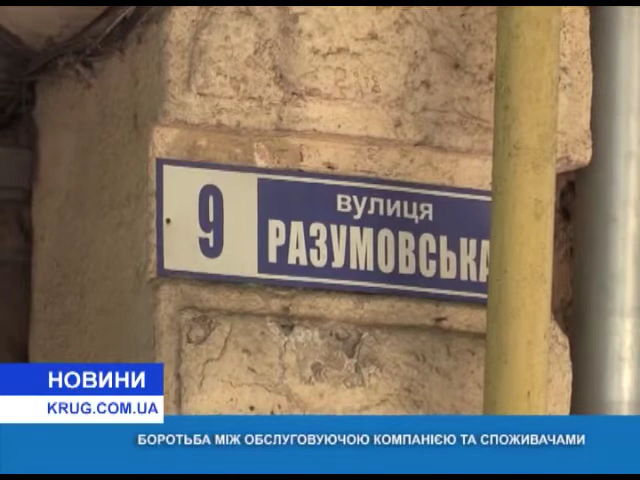 9
вулиця
РАЗУМОВСЬКА
НОВИНИ
KRUG.COM.UA
БОРОТЬБА МІЖ ОБСЛУГОВУЮЧОЮ КОМПАНІЄЮ ТА СПОЖИВАЧАМИ